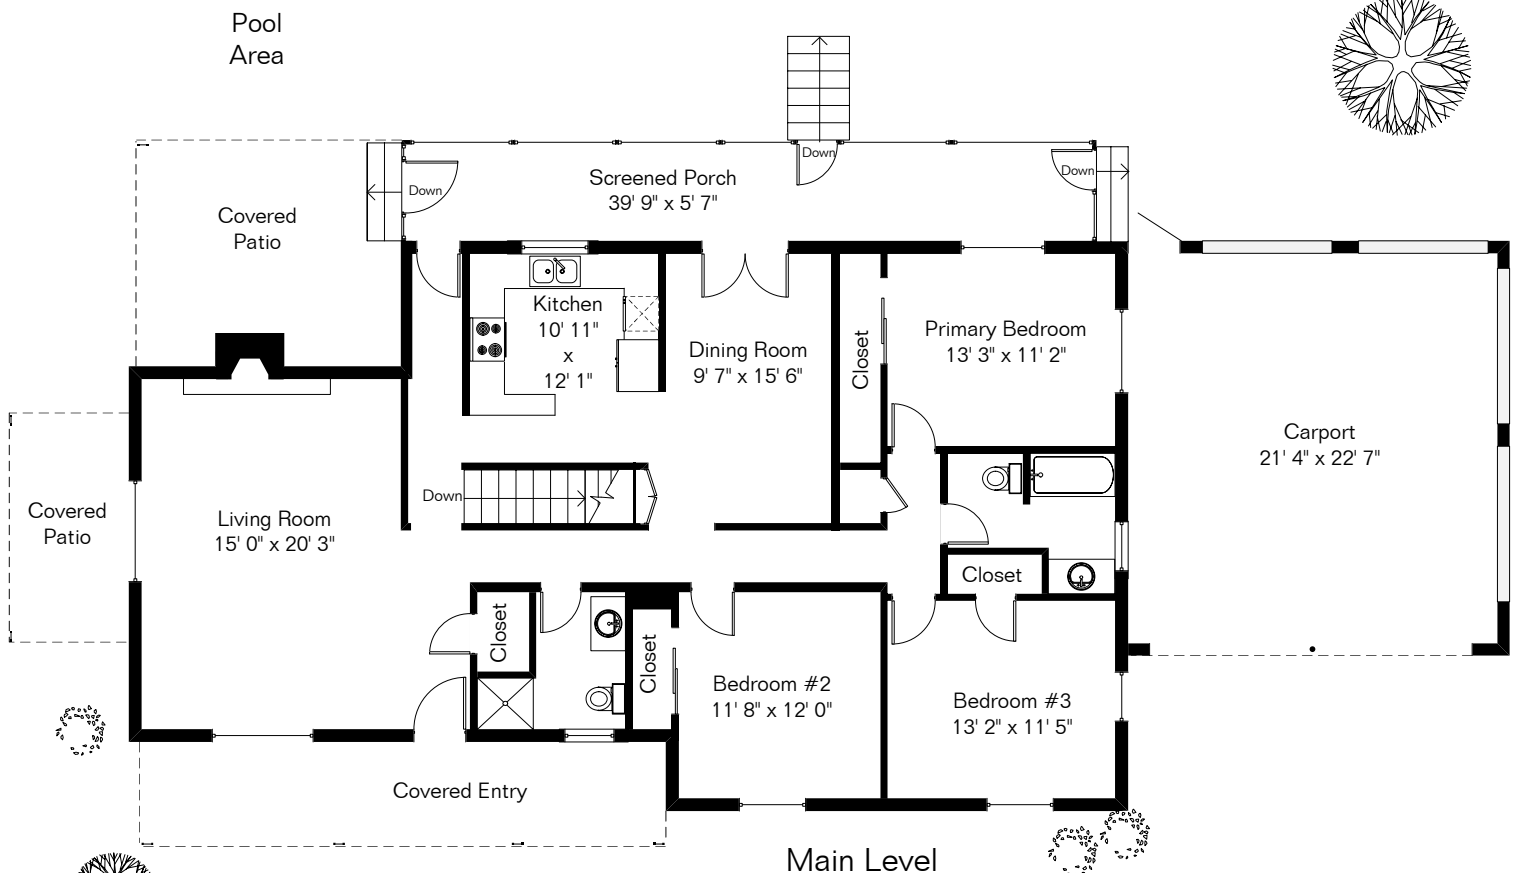 Pool
Area
Down
Screened Porch
39' 9" x 5' 7"
Down
Down
Covered
Patio
Kitchen
10' 11"
x
12' 1"
Dining Room
9' 7" x 15' 6"
Closet
Primary Bedroom
13' 3" x 11' 2"
Carport
21' 4" x 22' 7"
Covered
Patio
Living Room
15' 0" x 20' 3"
Down
Closet
Closet
Closet
Bedroom #2
11' 8" x 12' 0"
Bedroom #3
13' 2" x 11' 5"
Covered Entry
Main Level